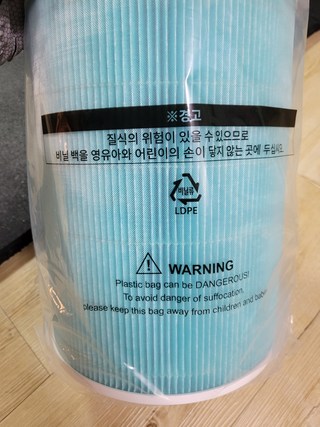 ※경고
질식의 위험이 있을 수 있으므로
비닐 백을 영유아와 어린이의 손이 닿지 않는 곳에 두십시오.
비닐류
LDPE
WARNING
Plastic bag can be DANGEROUS!
To avoid danger of suffocation,
please keep this bag away from children and babies